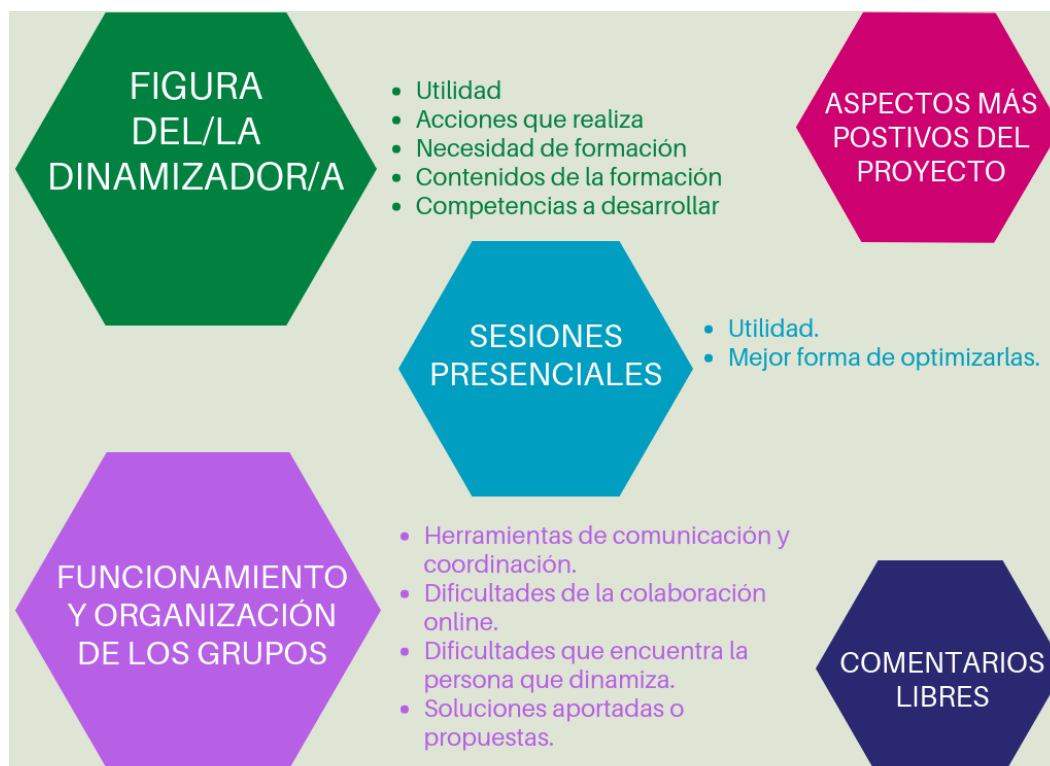 FIGURA
DEL/LA
DINAMIZADOR/A
• Utilidad
• Acciones que realiza
• Necesidad de formación
• Contenidos de la formación
• Competencias a desarrollar
ASPECTOS MÁS
POSTIVOS DEL
PROYECTO
SESIONES
PRESENCIALES
• Utilidad.
• Mejor forma de optimizarlas.
FUNCIONAMIENTO
Y ORGANIZACIÓN
DE LOS GRUPOS
• Herramientas de comunicación y
coordinación.
• Dificultades de la colaboración
online.
• Dificultades que encuentra la
persona que dinamiza.
• Soluciones aportadas o
propuestas.
COMENTARIOS
LIBRES